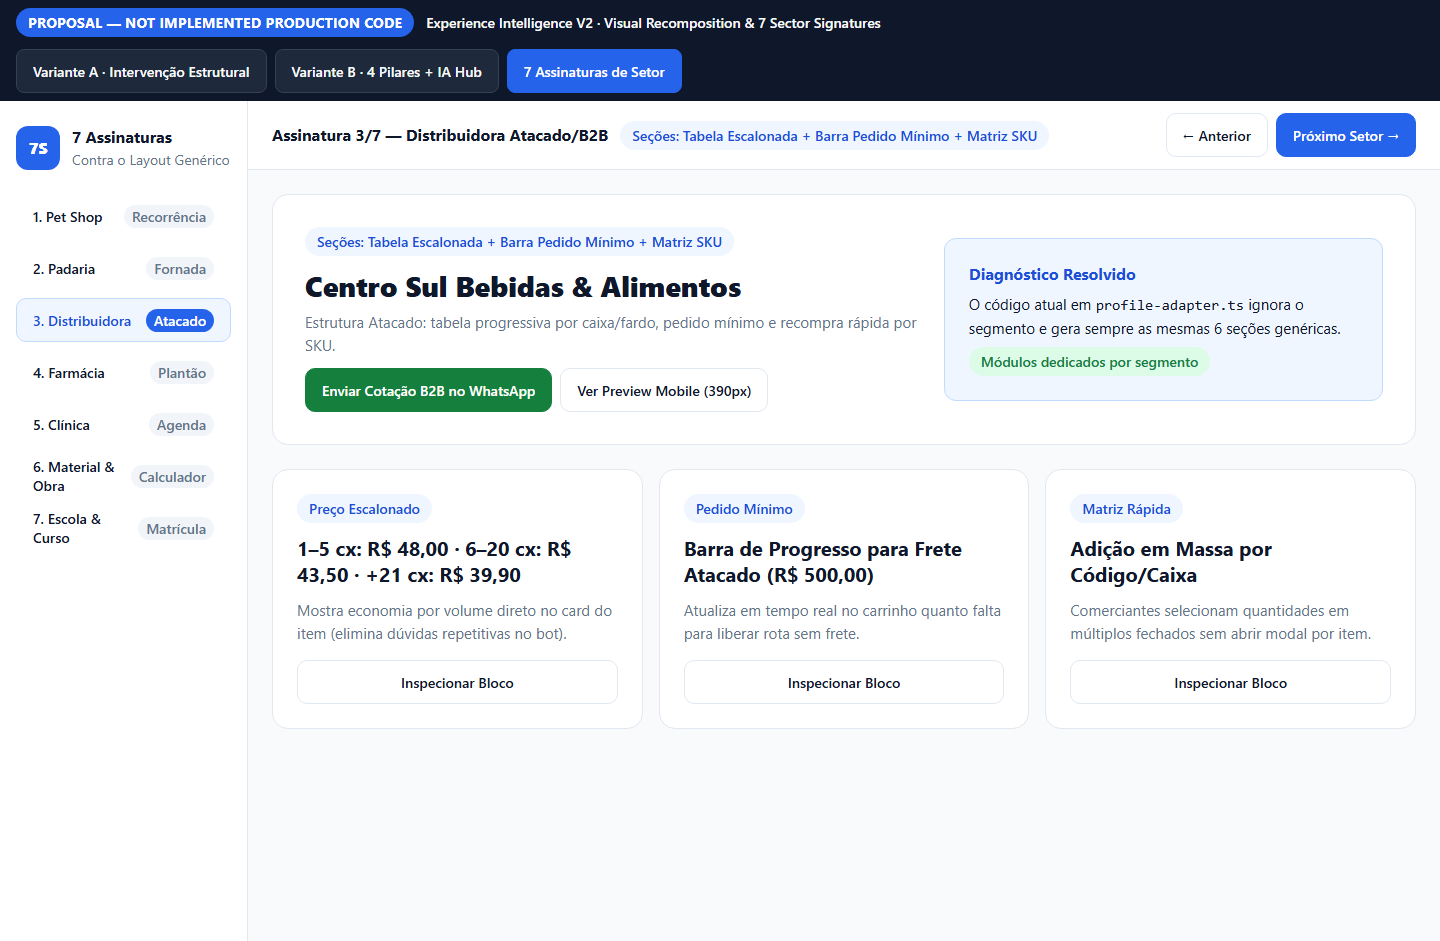 PROPOSAL — NOT IMPLEMENTED PRODUCTION CODE
Experience Intelligence V2 · Visual Recomposition & 7 Sector Signatures
Variante A · Intervenção Estrutural
Variante B · 4 Pilares + IA Hub
7 Assinaturas de Setor
7S
7 Assinaturas
Contra o Layout Genérico
1. Pet Shop
Recorrência
2. Padaria
Fornada
3. Distribuidora
Atacado
4. Farmácia
Plantão
5. Clínica
Agenda
6. Material &
Obra
Calculador
7. Escola &
Curso
Matrícula
Assinatura 3/7 — Distribuidora Atacado/B2B
Seções: Tabela Escalonada + Barra Pedido Mínimo + Matriz SKU
← Anterior
Próximo Setor →
Seções: Tabela Escalonada + Barra Pedido Mínimo + Matriz SKU
Centro Sul Bebidas & Alimentos
Estrutura Atacado: tabela progressiva por caixa/fardo, pedido mínimo e recompra rápida por
SKU.
Enviar Cotação B2B no WhatsApp
Ver Preview Mobile (390px)
Diagnóstico Resolvido
O código atual em profile-adapter.ts ignora o
segmento e gera sempre as mesmas 6 seções genéricas.
Módulos dedicados por segmento
Preço Escalonado
1–5 cx: R$ 48,00 · 6–20 cx: R$
43,50 · +21 cx: R$ 39,90
Mostra economia por volume direto no card do
item (elimina dúvidas repetitivas no bot).
Inspecionar Bloco
Pedido Mínimo
Barra de Progresso para Frete
Atacado (R$ 500,00)
Atualiza em tempo real no carrinho quanto falta
para liberar rota sem frete.
Inspecionar Bloco
Matriz Rápida
Adição em Massa por
Código/Caixa
Comerciantes selecionam quantidades em
múltiplos fechados sem abrir modal por item.
Inspecionar Bloco